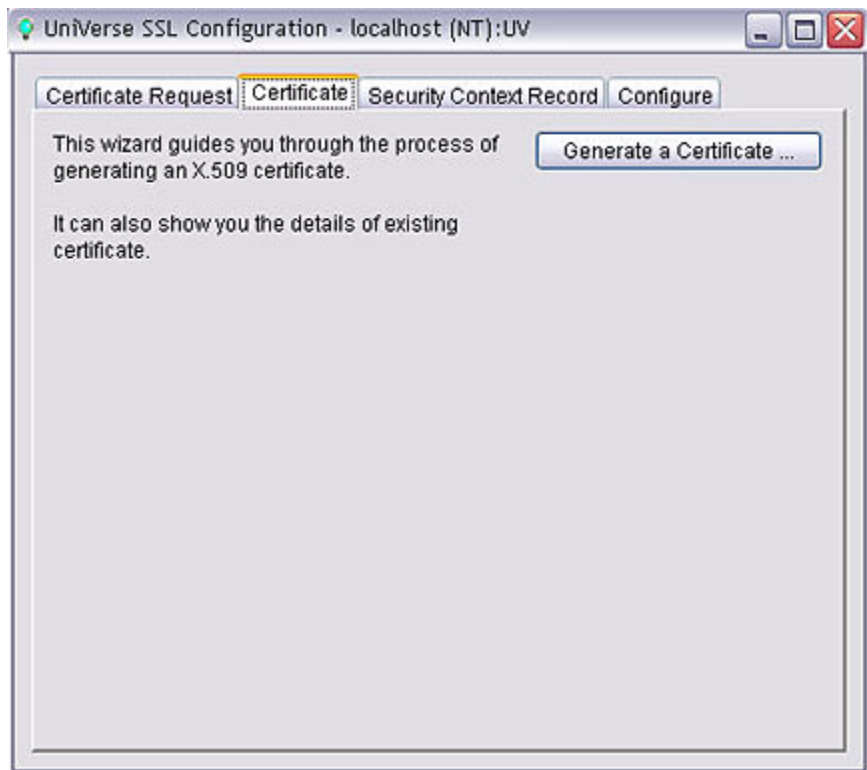 UniVerse SSL Configuration - localhost (NT):UV
Certificate Request Certificate Security Context Record Configure
This wizard guides you through the process of
generating an X.509 certificate.
Generate a Certificate ...
It can also show you the details of existing
certificate.